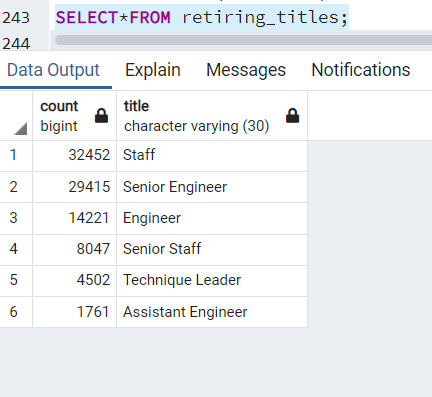 243 SELECT*FROM retiring_titles;
244
Data Output Explain Messages Notifications
count title
bigint character varying (30)
1 32452 Staff
2 29415 Senior Engineer
3 14221 Engineer
4 8047 Senior Staff
5 4502 Technique Leader
6 1761 Assistant Engineer